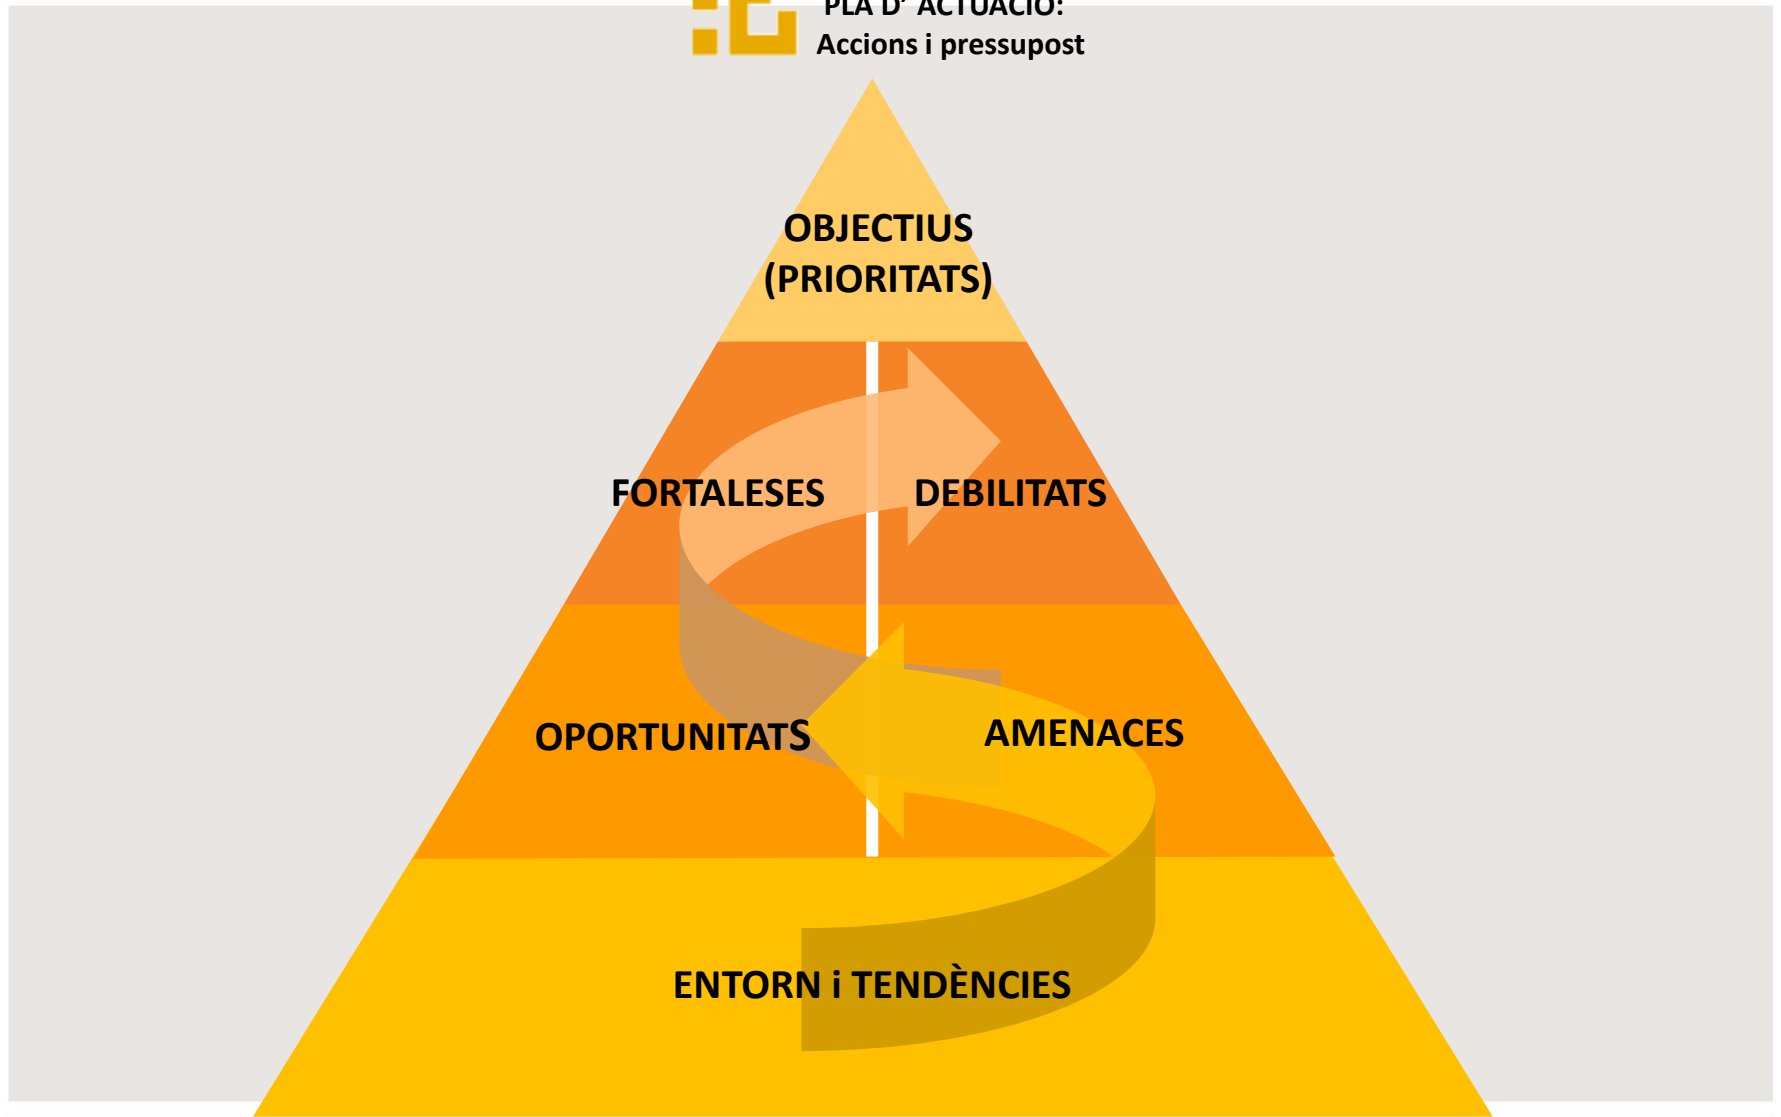 PLA D’ ACTUACIÓ:
Accions i pressupost
OBJECTIUS
(PRIORITATS)
FORTALESES
DEBILITATS
OPORTUNITATS
AMENACES
ENTORN i TENDÈNCIES